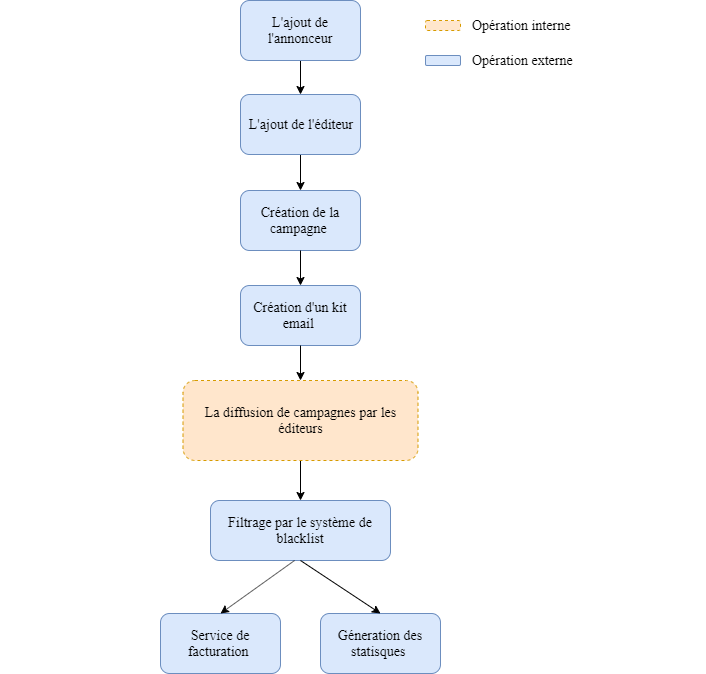 L'ajout de
l'annonceur
Opération interne
Opération externe
L'ajout de l'éditeur
Création de la
campagne
Création d'un kit
email
La diffusion de campagnes par les
éditeurs
Filtrage par le système de
blacklist
Service de
facturation
Géneration des
statisques